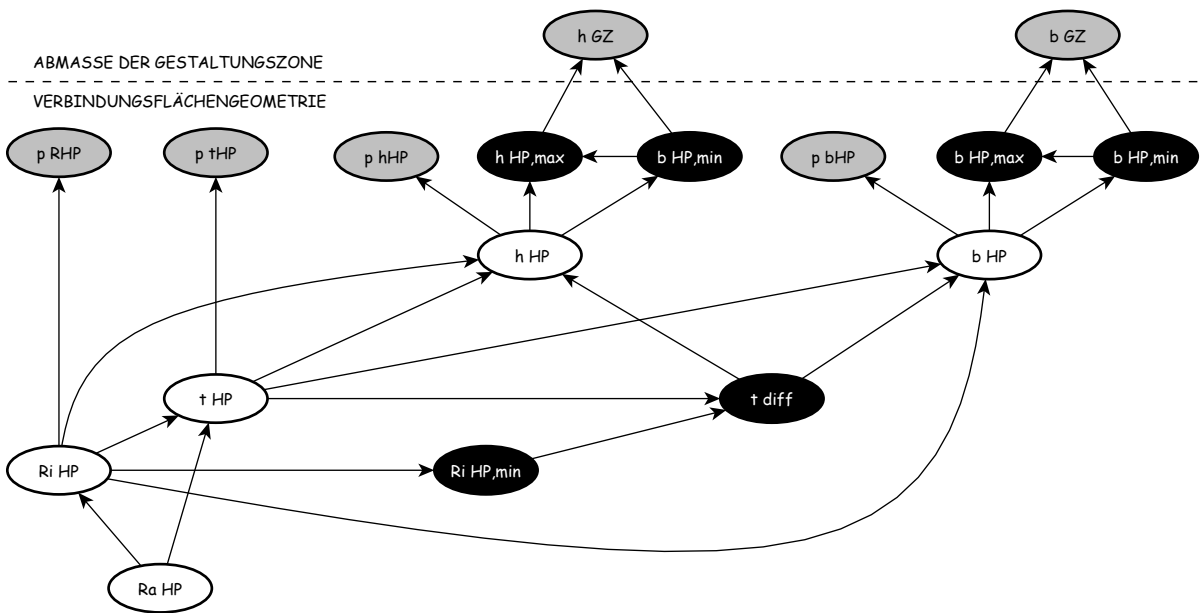 h GZ
b GZ
ABMASSE DER GESTALTUNGSZONE
VERBINDUNGSFLÄCHENGEOMETRIE
p RHP
p tHP
p hHP
h HP,max
b HP,min
p bHP
b HP,max
b HP,min
h HP
b HP
t HP
t diff
Ri HP
Ri HP,min
Ra HP